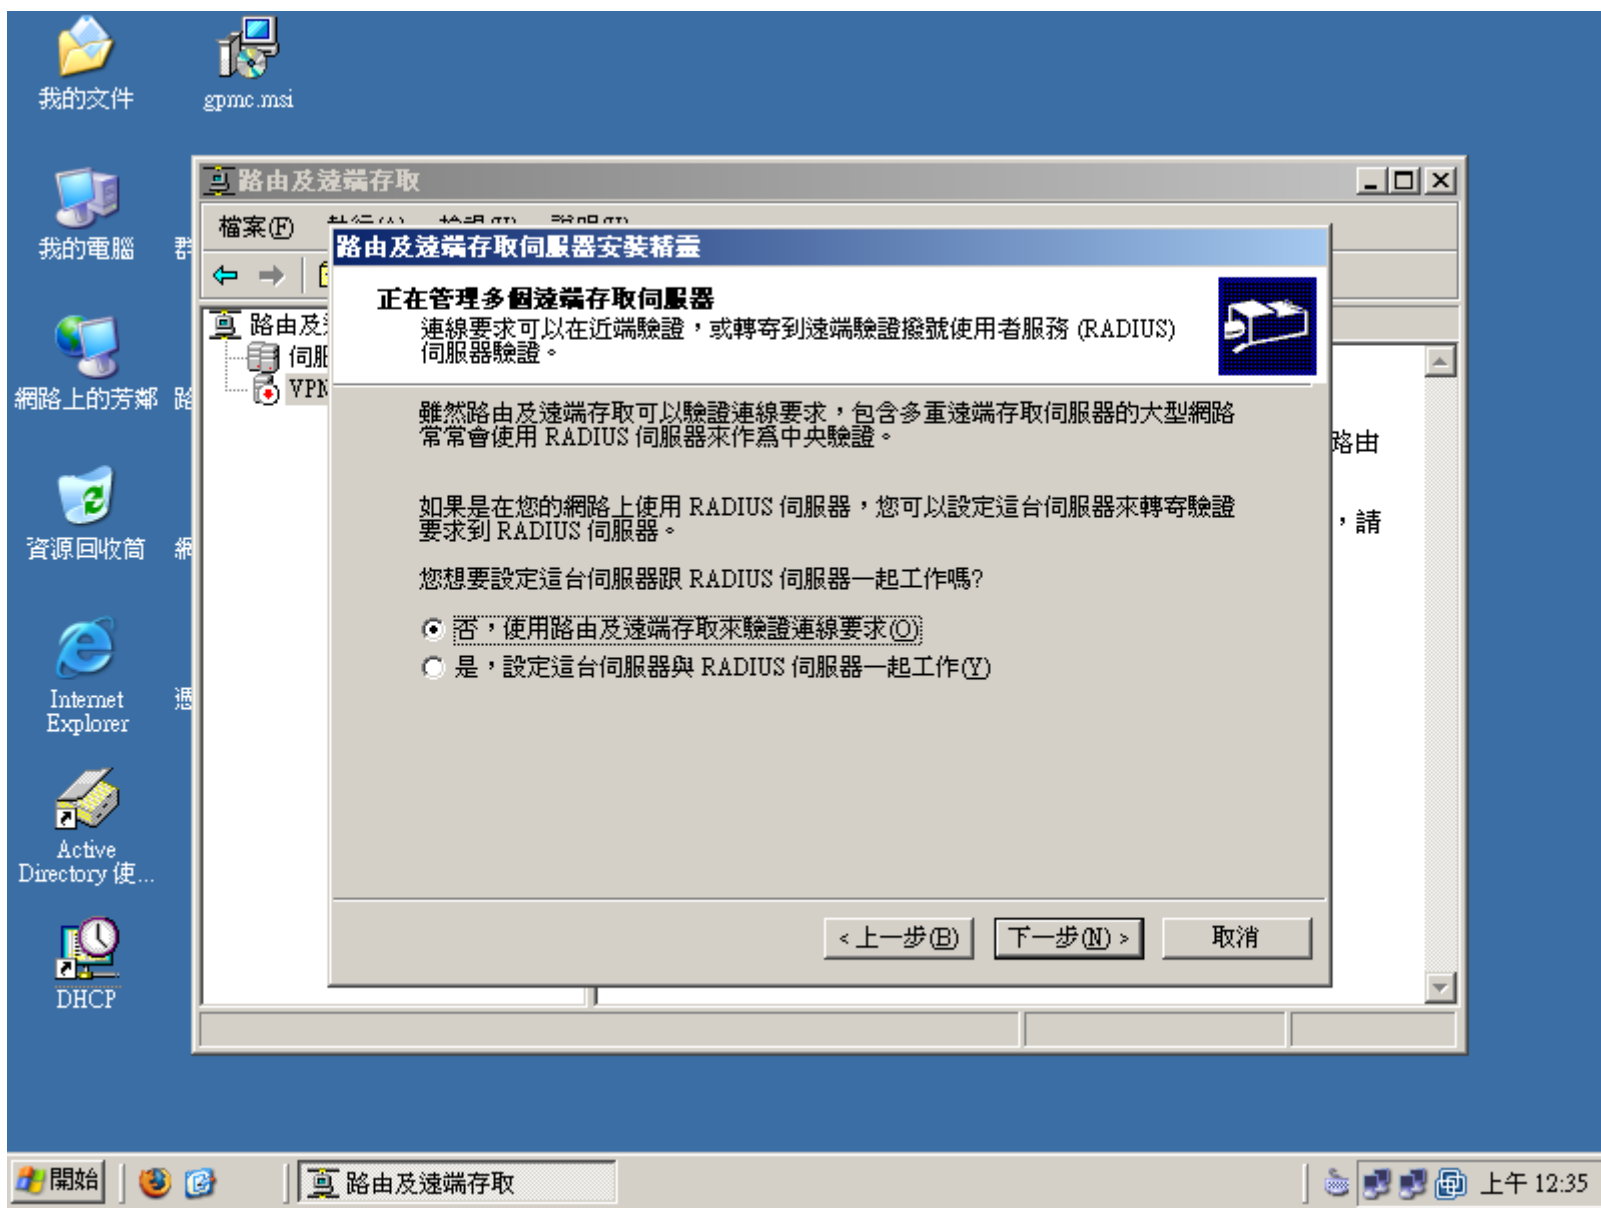 我的文件
gpmc.msi
我的電腦
網路上的芳鄰
資源回收筒
Internet
Explorer
Active
Directory 使...
DHCP
群
路
網
憑
路由及遠端存取
檔案(F)
路由及
伺服
VPN
路由
,請
路由及遠端存取伺服器安裝精靈
正在管理多個遠端存取伺服器
連線要求可以在近端驗證,或轉寄到遠端驗證撥號使用者服務 (RADIUS)
伺服器驗證。
雖然路由及遠端存取可以驗證連線要求,包含多重遠端存取伺服器的大型網路
常常會使用 RADIUS 伺服器來作為中央驗證。
如果是在您的網路上使用 RADIUS 伺服器,您可以設定這台伺服器來轉寄驗證
要求到 RADIUS 伺服器。
您想要設定這台伺服器跟 RADIUS 伺服器一起工作嗎?
否,使用路由及遠端存取來驗證連線要求(O)
是,設定這台伺服器與 RADIUS 伺服器一起工作(Y)
<上一步(B)
下一步(N)>
取消
開始
路由及遠端存取
上午 12:35